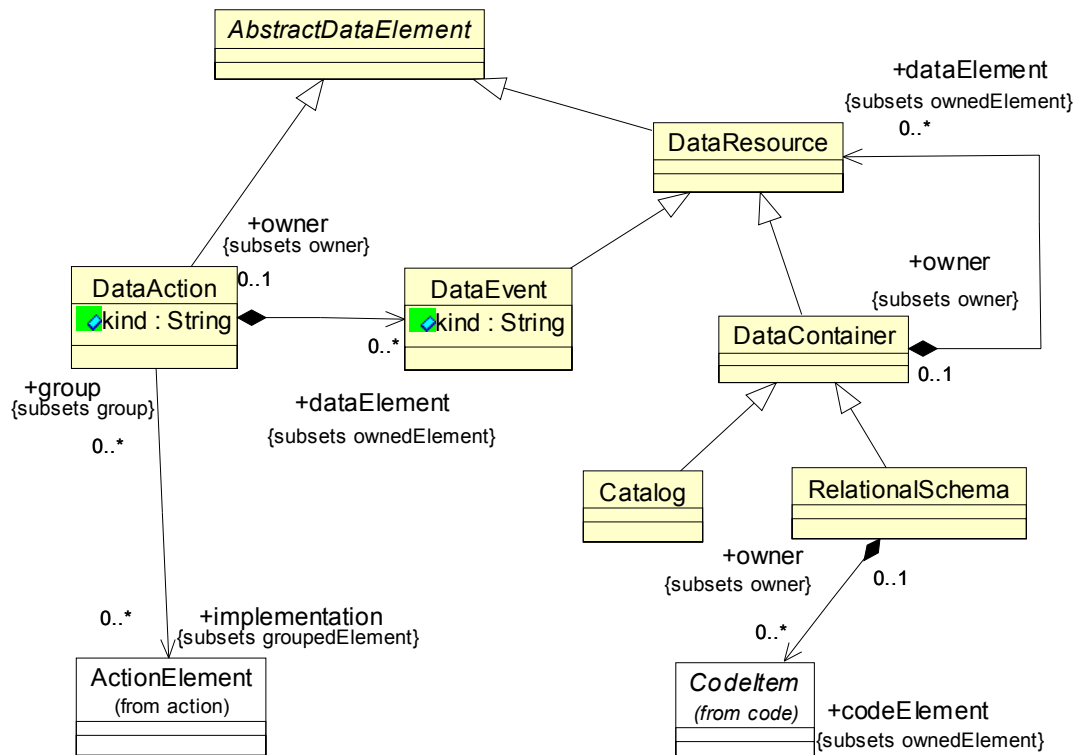 AbstractDataElement
+dataElement
{subsets ownedElement}
0..*
DataResource
+owner
{subsets owner}
0..1
DataAction
kind : String
DataEvent
kind : String
0..*
+dataElement
{subsets ownedElement}
+owner
{subsets owner}
DataContainer
0..1
+group
{subsets group}
0..*
Catalog
RelationalSchema
+owner
{subsets owner}
0..1
0..*
+implementation
{subsets groupedElement}
0..*
ActionElement
(from action)
CodeItem
(from code)
+codeElement
{subsets ownedElement}